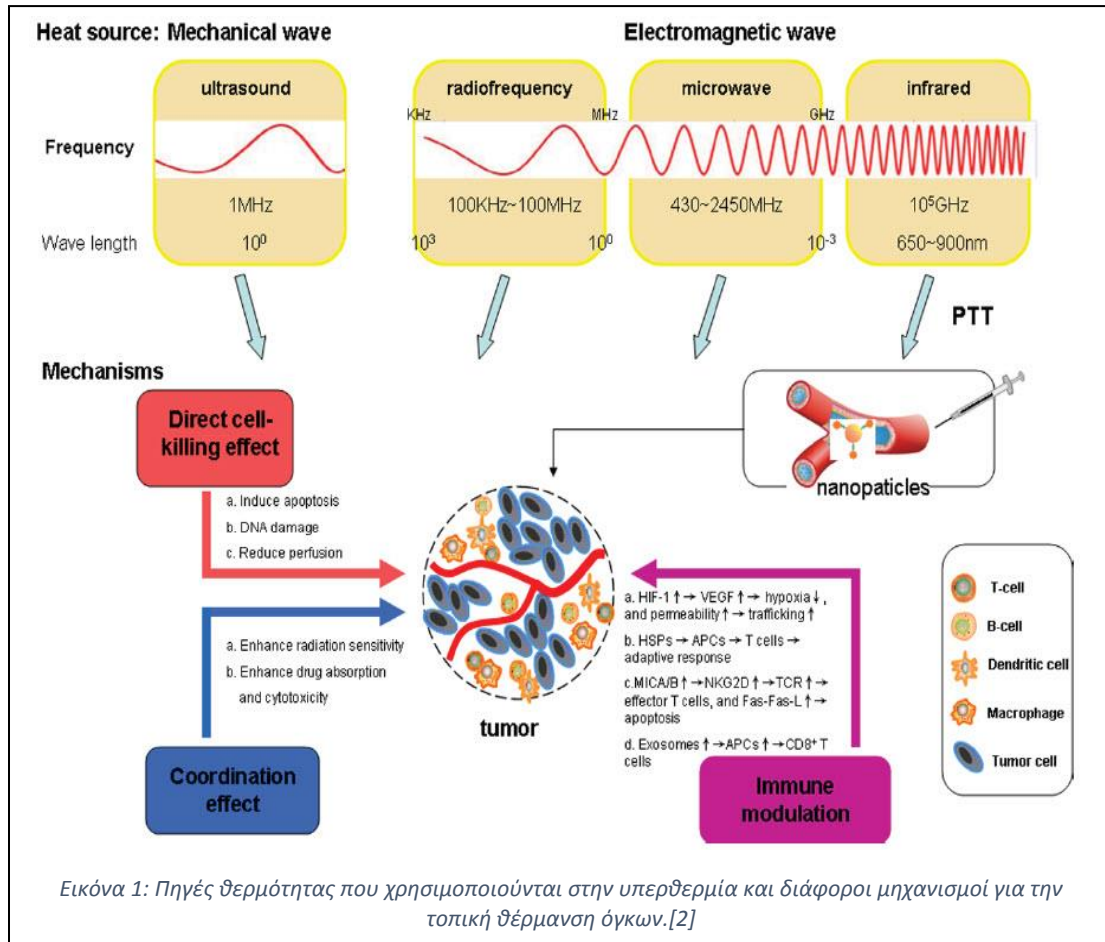 Heat source: Mechanical wave
Electromagnetic wave
ultrasound
radiofrequency
microwave
infrared
KHz
MHz
GHz
Frequency
1MHz
100KHz~100MHz
430~2450MHz
10⁵GHz
Wave length
10⁰
10³
10⁰
10⁻³
650~900nm
PTT
Mechanisms
Direct cell-
killing effect
a. Induce apoptosis
b. DNA damage
c. Reduce perfusion
nanopaticles
a. Enhance radiation sensitivity
b. Enhance drug absorption
and cytotoxicity
Coordination
effect
tumor
a. HIF-1 ↑→ VEGF ↑→ hypoxia↓,
and permeability ↑→ trafficking ↑
b. HSPs → APCs → T cells →
adaptive response
c.MICA/B↑→NKG2D↑→TCR↑→
effector T cells, and Fas-Fas-L ↑→
apoptosis
d. Exosomes ↑→APCs↑→CD8⁺ T
cells
Immune
modulation
T-cell
B-cell
Dendritic cell
Macrophage
Tumor cell
Εικόνα 1: Πηγές θερμότητας που χρησιμοποιούνται στην υπερθερμία και διάφοροι μηχανισμοί για την
τοπική θέρμανση όγκων.[2]